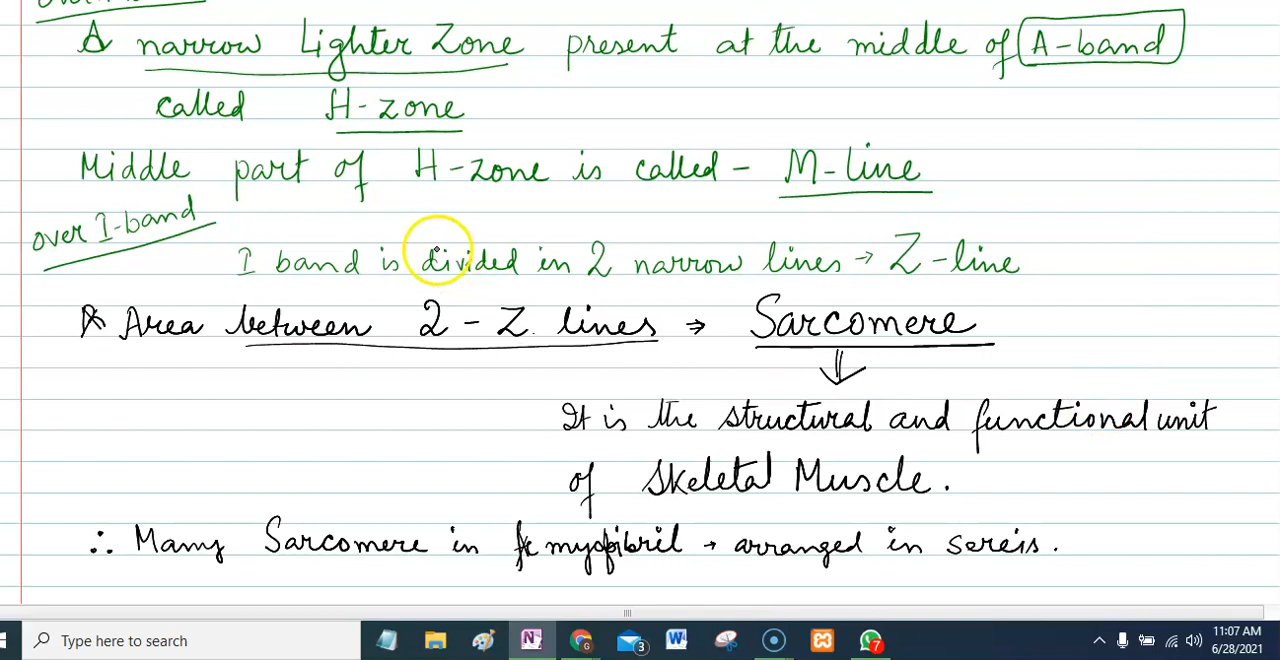 A narrow Lighter Zone present at the middle of A-band
called H-zone
Middle part of H-zone is called - M-line
over I-band
I band is divided in 2 narrow lines → Z-line
Area between 2-Z lines ⇒ Sarcomere
It is the structural and functional unit
of Skeletal Muscle.
∴ Many Sarcomere in myofibril → arranged in sereis.
Type here to search
3
7
11:07 AM
6/28/2021